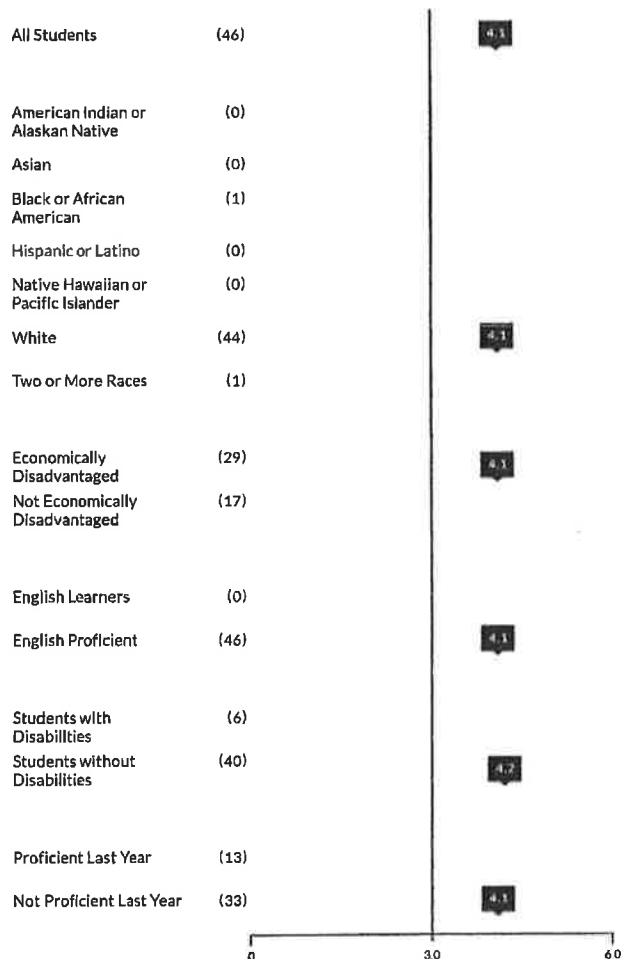 All Students (46) 4.1
American Indian or
Alaskan Native (0)
Asian (0)
Black or African
American (1)
Hispanic or Latino (0)
Native Hawaiian or
Pacific Islander (0)
White (44) 4.1
Two or More Races (1)
Economically
Disadvantaged (29) 4.1
Not Economically
Disadvantaged (17)
English Learners (0)
English Proficient (46) 4.1
Students with
Disabilities (6)
Students without
Disabilities (40) 4.2
Proficient Last Year (13)
Not Proficient Last Year (33) 4.1
0 3.0 6.0